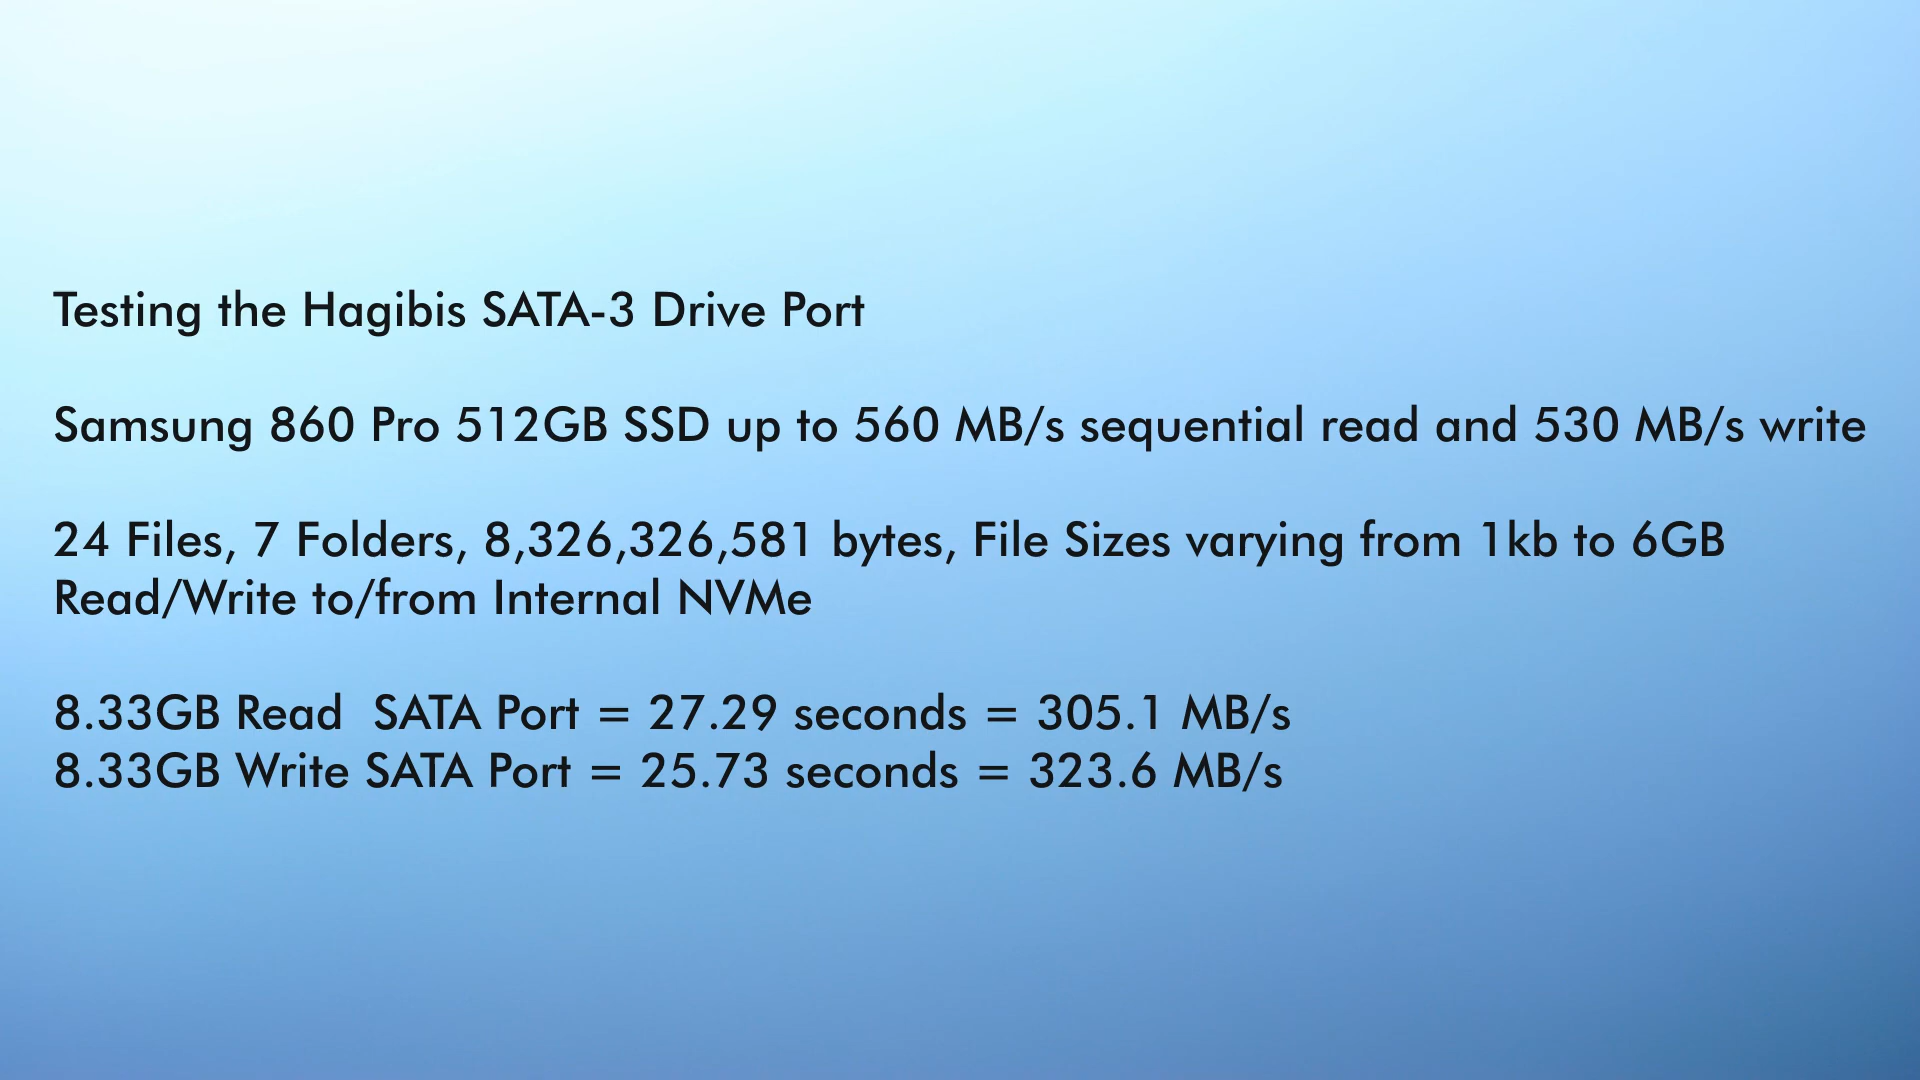 Testing the Hagibis SATA-3 Drive Port
Samsung 860 Pro 512GB SSD up to 560 MB/s sequential read and 530 MB/s write
24 Files, 7 Folders, 8,326,326,581 bytes, File Sizes varying from 1kb to 6GB
Read/Write to/from Internal NVMe
8.33GB Read  SATA Port = 27.29 seconds = 305.1 MB/s
8.33GB Write SATA Port = 25.73 seconds = 323.6 MB/s